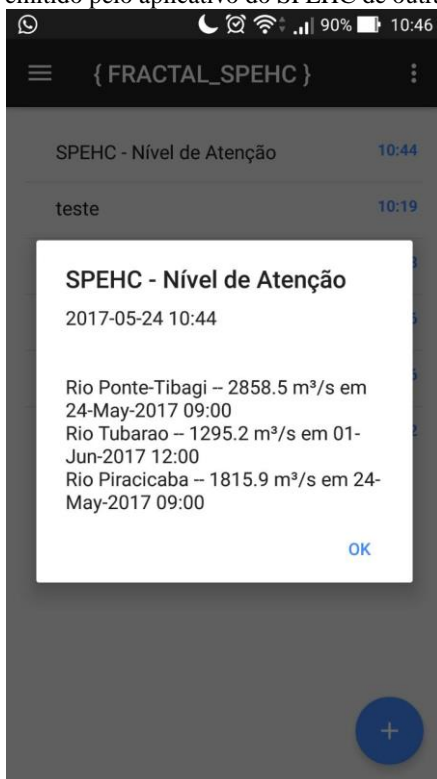 90% 10:46
{ FRACTAL_SPEHC }
SPEHC - Nível de Atenção 10:44
teste 10:19
SPEHC - Nível de Atenção
2017-05-24 10:44
Rio Ponte-Tibagi -- 2858.5 m³/s em
24-May-2017 09:00
Rio Tubarao -- 1295.2 m³/s em 01-
Jun-2017 12:00
Rio Piracicaba -- 1815.9 m³/s em 24-
May-2017 09:00
OK
+